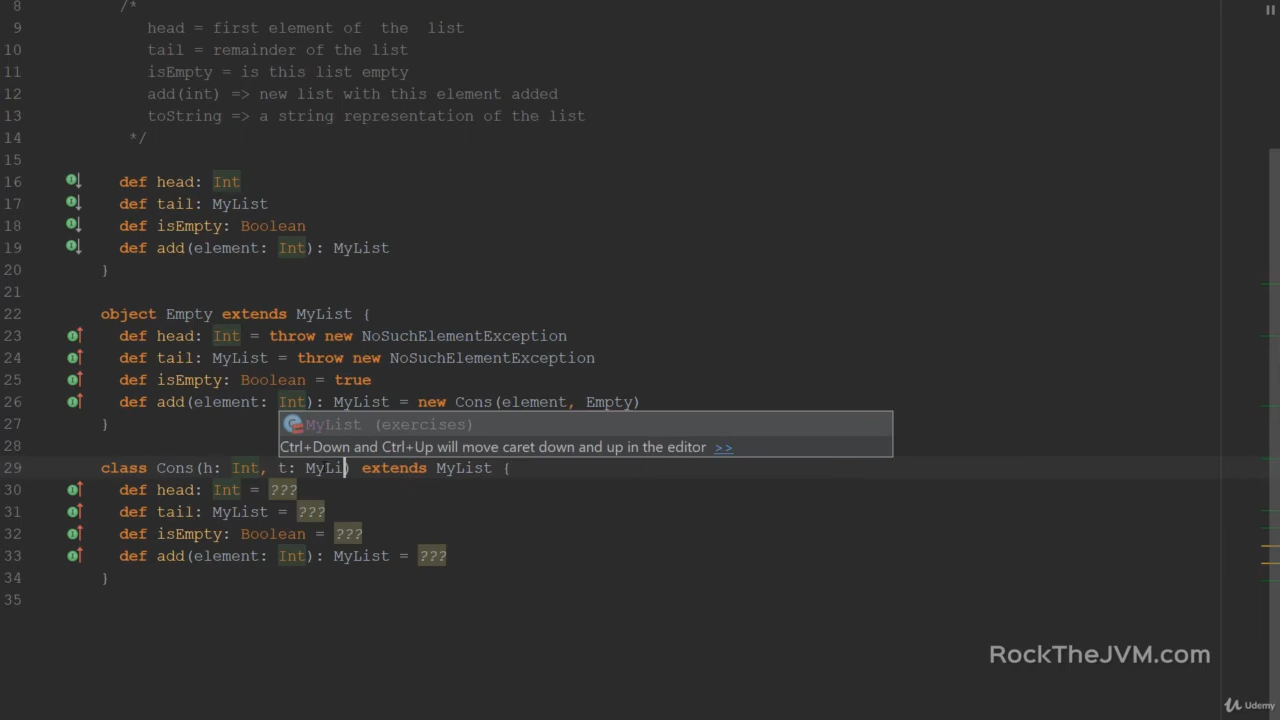 8 /*
9 head = first element of the list
10 tail = remainder of the list
11 isEmpty = is this list empty
12 add(int) => new list with this element added
13 toString => a string representation of the list
14 */
15
16 def head: Int
17 def tail: MyList
18 def isEmpty: Boolean
19 def add(element: Int): MyList
20 }
21
22 object Empty extends MyList {
23 def head: Int = throw new NoSuchElementException
24 def tail: MyList = throw new NoSuchElementException
25 def isEmpty: Boolean = true
26 def add(element: Int): MyList = new Cons(element, Empty)
27 }
MyList (exercises)
28
Ctrl+Down and Ctrl+Up will move caret down and up in the editor >>
29 class Cons(h: Int, t: MyLi) extends MyList {
30 def head: Int = ???
31 def tail: MyList = ???
32 def isEmpty: Boolean = ???
33 def add(element: Int): MyList = ???
34 }
35
RockTheJVM.com
Udemy